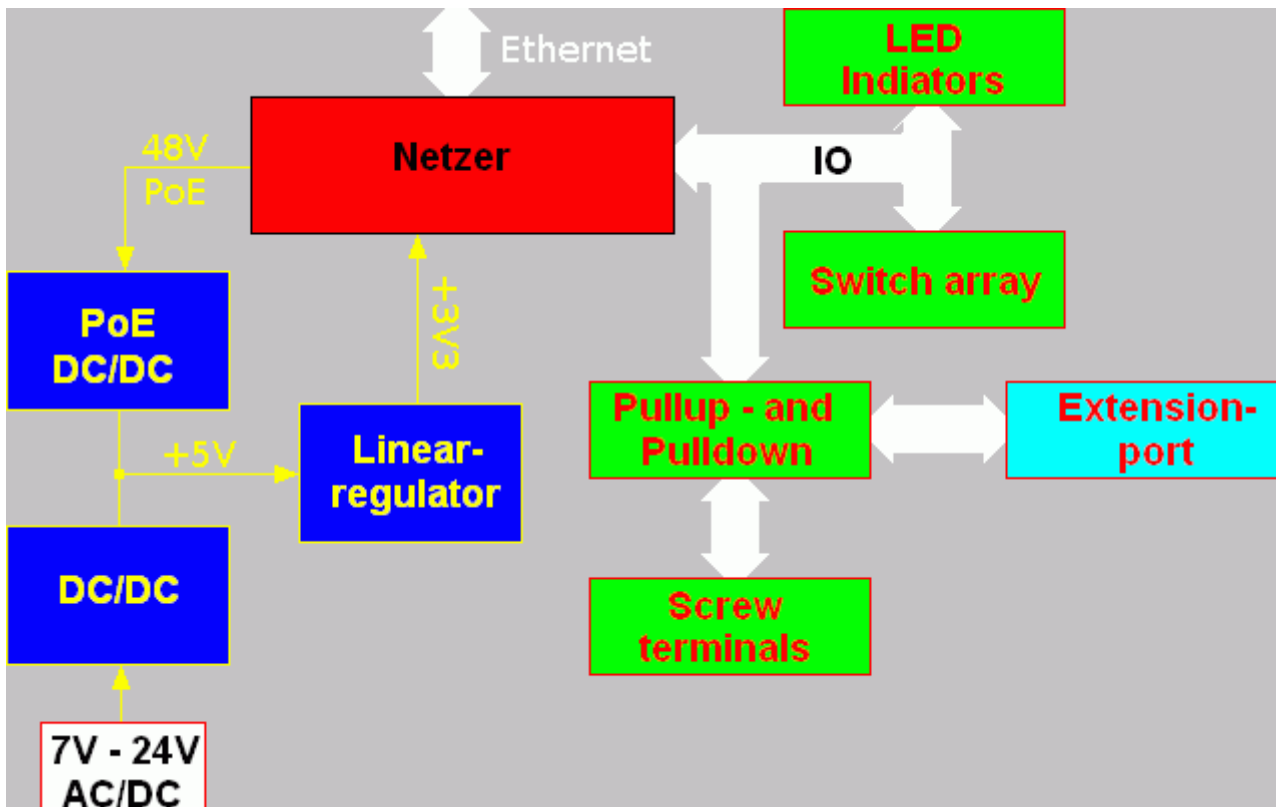 Ethernet
LED
Indiators
Netzer
48V
PoE
IO
Switch array
+3V3
PoE
DC/DC
Pullup - and
Pulldown
Extension-
port
+5V
Linear-
regulator
DC/DC
Screw
terminals
7V - 24V
AC/DC